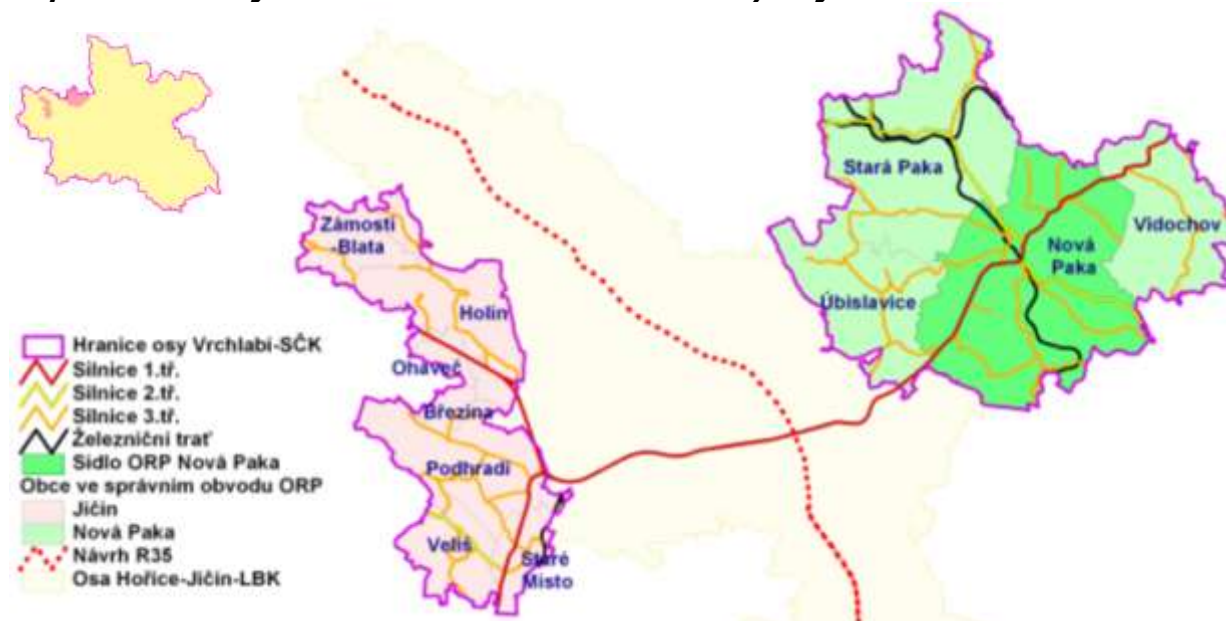 Stará Paka
Vidochov
Nová
Paka
Úbislavice
Zámostí
-Blata
Holín
Ohaveč
Březina
Podhradí
Veliš
Staré
Místo
Hranice osy Vrchlabí-SČK
Silnice 1.tř.
Silnice 2.tř.
Silnice 3.tř.
Železniční trať
Sídlo ORP Nová Paka
Obce ve správním obvodu ORP
Jičín
Nová Paka
Návrh R35
Osa Hořice-Jičín-LBK